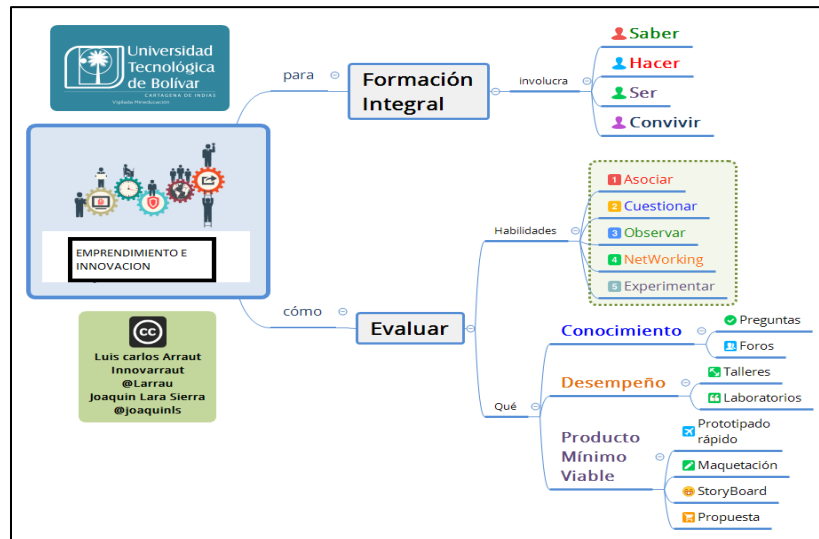 Universidad
Tecnológica
de Bolívar
CARTAGENA DE INDIAS
Vigilada Mineducación
EMPRENDIMIENTO E
INNOVACION
Luis carlos Arraut
Innovarraut
@Larrau
Joaquin Lara Sierra
@joaquinls
para
Formación
Integral
involucra
Saber
Hacer
Ser
Convivir
cómo
Evaluar
Habilidades
1 Asociar
2 Cuestionar
3 Observar
4 NetWorking
5 Experimentar
Qué
Conocimiento
Preguntas
Foros
Desempeño
Talleres
Laboratorios
Producto
Mínimo
Viable
Prototipado
rápido
Maquetación
StoryBoard
Propuesta